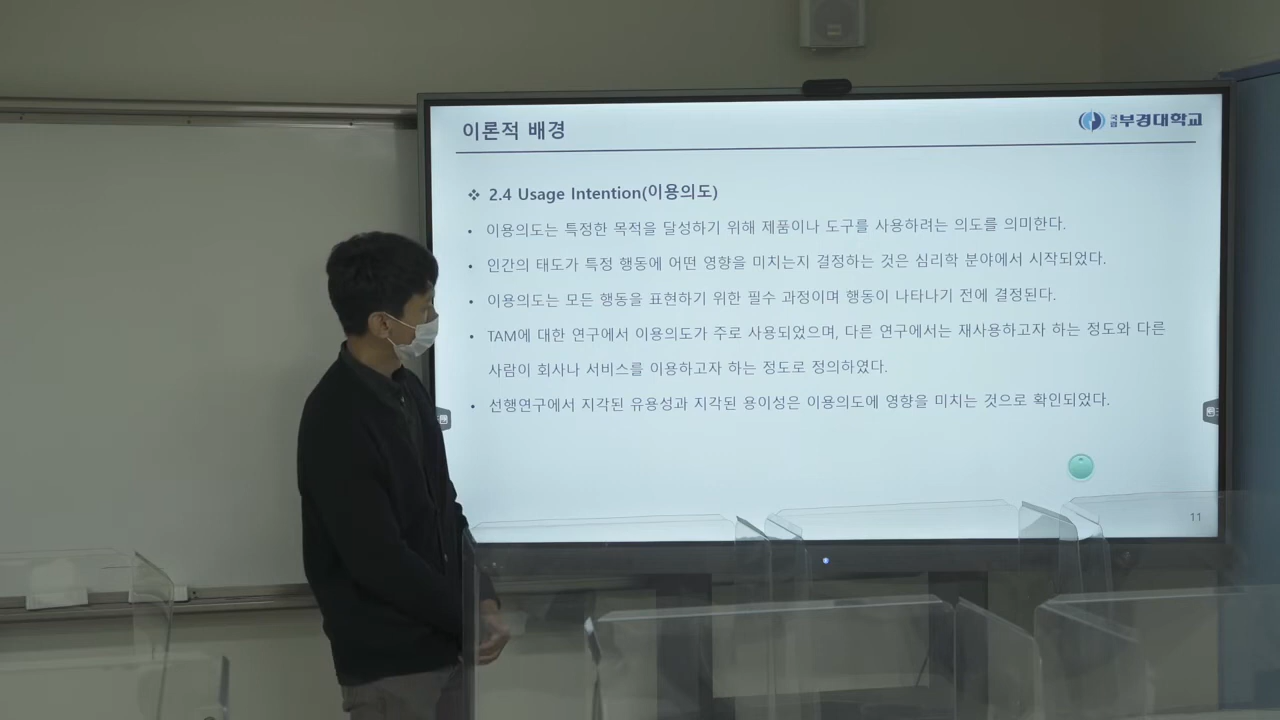 이론적 배경
국립 부경대학교
❖ 2.4 Usage Intention(이용의도)
• 이용의도는 특정한 목적을 달성하기 위해 제품이나 도구를 사용하려는 의도를 의미한다.
• 인간의 태도가 특정 행동에 어떤 영향을 미치는지 결정하는 것은 심리학 분야에서 시작되었다.
• 이용의도는 모든 행동을 표현하기 위한 필수 과정이며 행동이 나타나기 전에 결정된다.
• TAM에 대한 연구에서 이용의도가 주로 사용되었으며, 다른 연구에서는 재사용하고자 하는 정도와 다른
사람이 회사나 서비스를 이용하고자 하는 정도로 정의하였다.
• 선행연구에서 지각된 유용성과 지각된 용이성은 이용의도에 영향을 미치는 것으로 확인되었다.
11